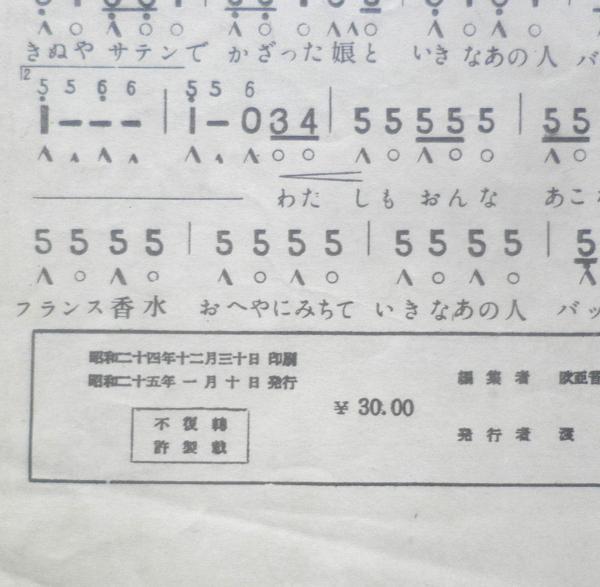 きぬや サテンで かざった 娘と いき なあの 人 バ
2
5 5 6 6 5 5 6
1 - - - 1 - 0 3 4 5 5 5 5 5 5 5
わた しも おんな あこ
5 5 5 5 5 5 5 5 5 5 5 5 5
フランス 香 水 おへやにみちて いき なあの 人 バッ
昭和二十四年十二月三十日 印刷
昭和二十五年 一 月 十 日 発行
編 集 者
¥ 30.00
不 復 轉
許 製 載
発 行 者